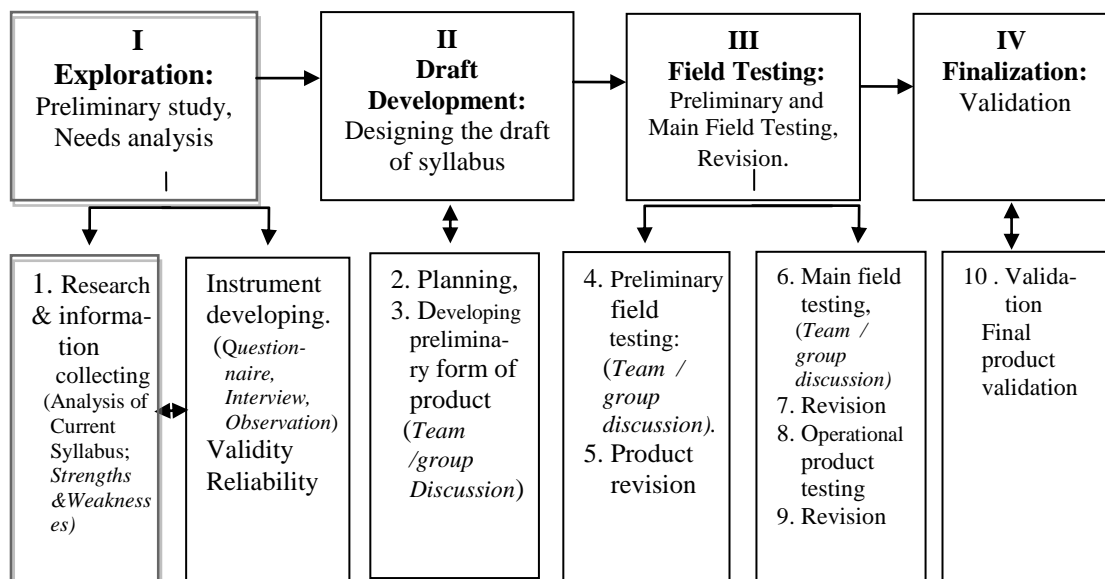 I
Exploration:
Preliminary study,
Needs analysis
II
Draft
Development:
Designing the draft
of syllabus
III
Field Testing:
Preliminary and
Main Field Testing,
Revision.
IV
Finalization:
Validation
1. Research
& informa-
tion
collecting
(Analysis of
Current
Syllabus;
Strengths
&Weakness
es)
Instrument
developing.
(Question-
naire,
Interview,
Observation)
Validity
Reliability
2. Planning,
3. Developing
prelimina-
ry form of
product
(Team
/group
Discussion)
4. Preliminary
field
testing:
(Team /
group
discussion).
5. Product
revision
6. Main field
testing,
(Team /
group
discussion)
7. Revision
8. Operational
product
testing
9. Revision
10 . Valida-
tion
Final
product
validation